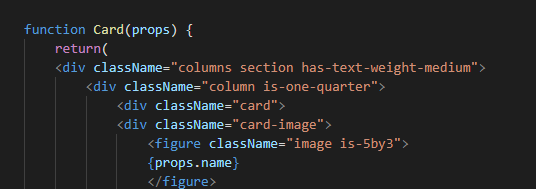 function Card(props) {
return(
<div className="columns section has-text-weight-medium">
<div className="column is-one-quarter">
<div className="card">
<div className="card-image">
<figure className="image is-5by3">
{props.name}
</figure>